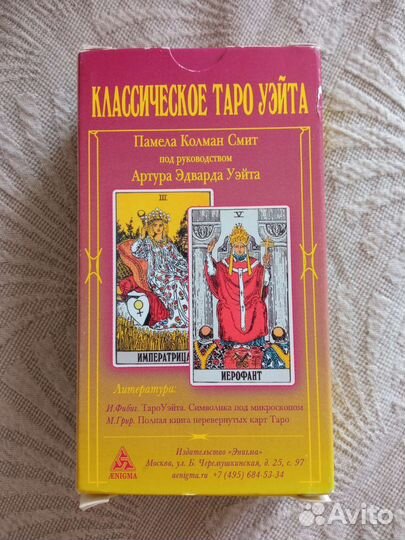 КЛАССИЧЕСКОЕ ТАРО УЭЙТА
Памела Колман Смит
под руководством
Артура Эдварда Уэйта
III
ИМПЕРАТРИЦА
V
ИЕРОФАНТ
Литература:
И.Фибиг. ТароУэйта. Символика под микроскопом
М.Грир. Полная книга перевернутых карт Таро
ÆNIGMA
Издательство «Энигма»
Москва, ул. Б. Черемушкинская, д. 25, с. 97
aenigma.ru +7 (495) 684-53-34
Avito